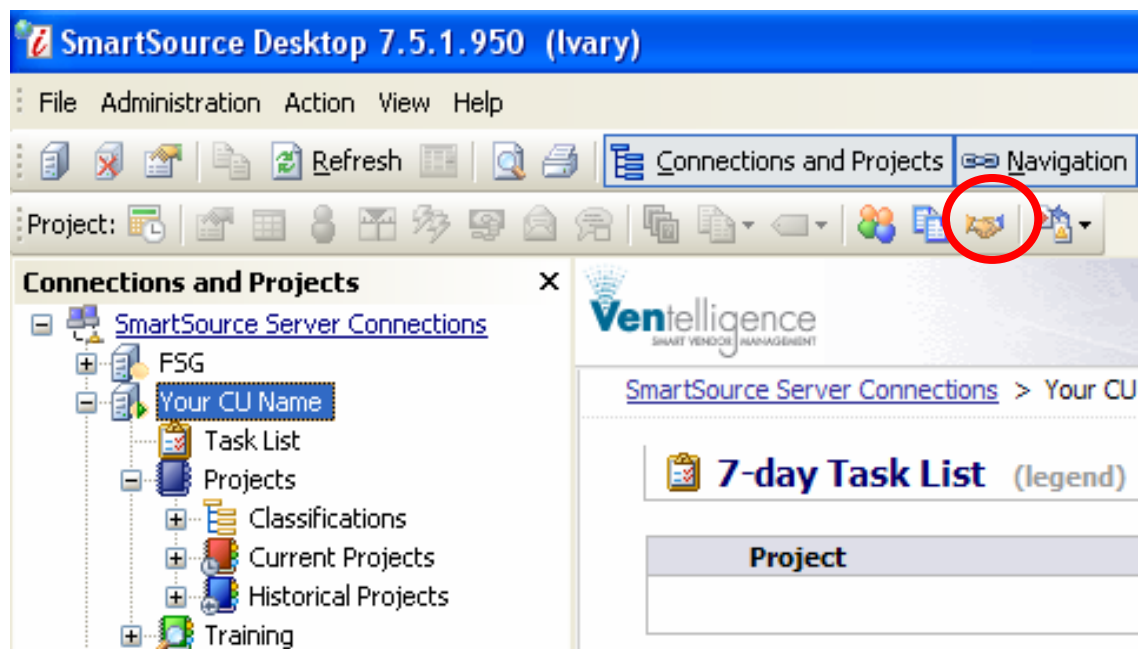 SmartSource Desktop 7.5.1.950 (lvary)
File Administration Action View Help
Refresh Connections and Projects Navigation
Project:
Connections and Projects
SmartSource Server Connections
FSG
Your CU Name
Task List
Projects
Classifications
Current Projects
Historical Projects
Training
Ventelligence
SMART VENDOR MANAGEMENT
SmartSource Server Connections > Your CU
7-day Task List (legend)
Project